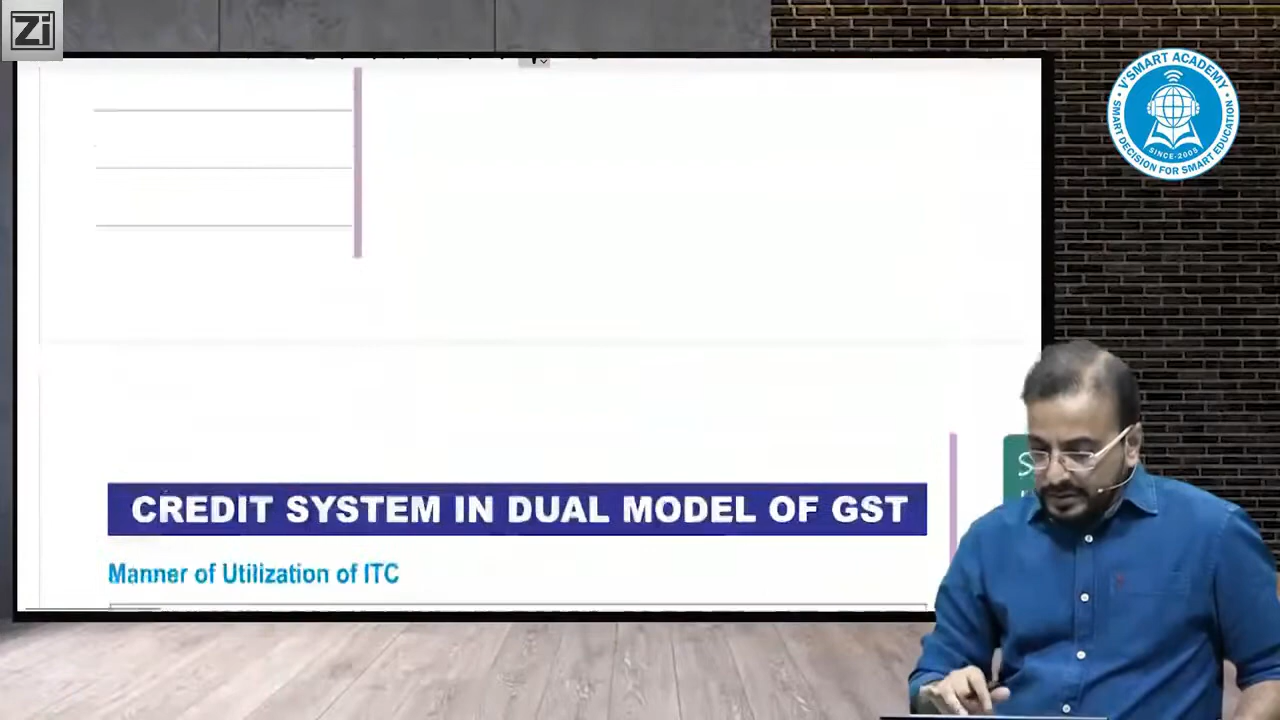 Zi
V'SMART ACADEMY
SMART DECISION FOR SMART EDUCATION
SINCE-2005
CREDIT SYSTEM IN DUAL MODEL OF GST
Manner of Utilization of ITC